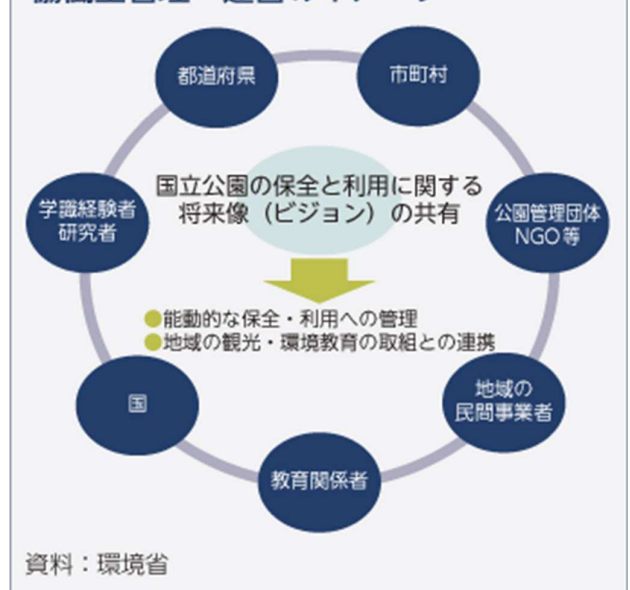 都道府県
市町村
国立公園の保全と利用に関する
将来像（ビジョン）の共有
学識経験者
研究者
公園管理団体
NGO等
●能動的な保全・利用への管理
●地域の観光・環境教育の取組との連携
国
地域の
民間事業者
教育関係者
資料：環境省